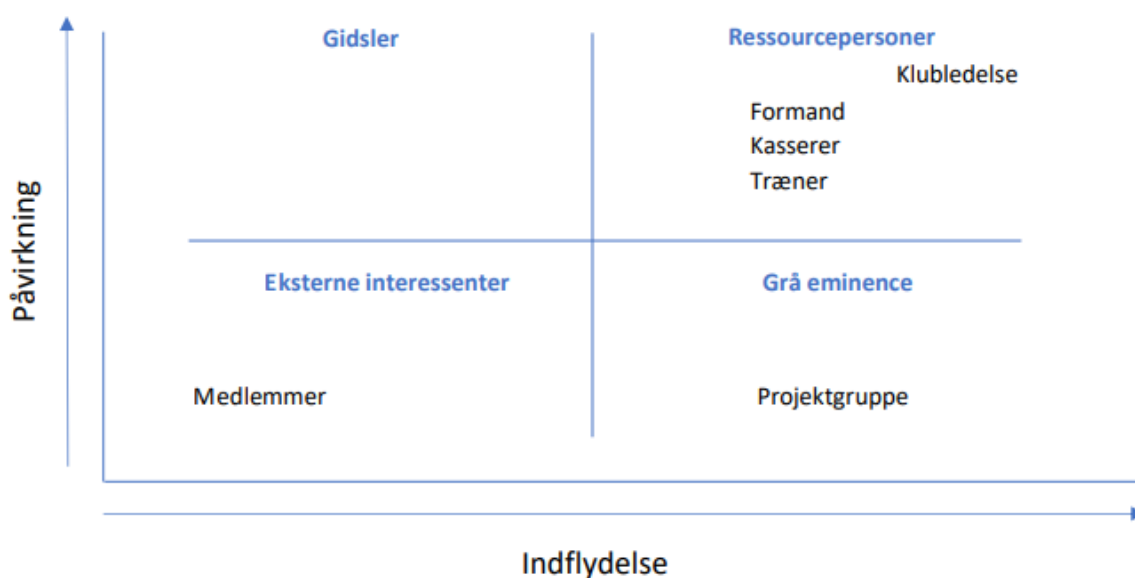 Gidsler
Ressourcepersoner
Klubledelse
Formand
Kasserer
Træner
Påvirkning
Eksterne interessenter
Grå eminence
Medlemmer
Projektgruppe
Indflydelse